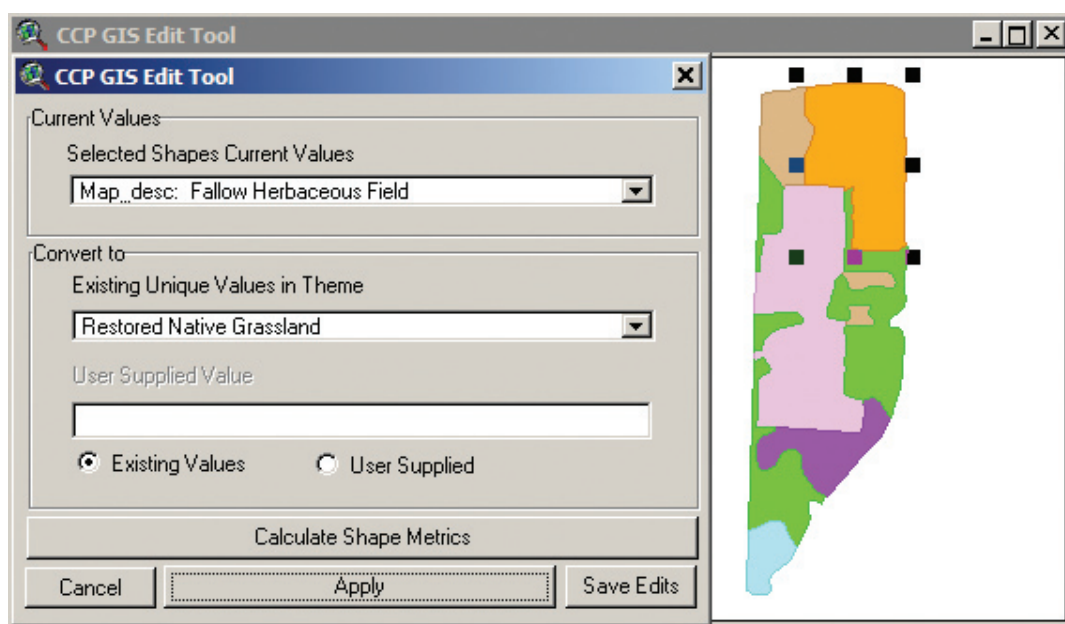 CCP GIS Edit Tool
CCP GIS Edit Tool
Current Values
Selected Shapes Current Values
Map_desc: Fallow Herbaceous Field
Convert to
Existing Unique Values in Theme
Restored Native Grassland
User Supplied Value
Existing Values User Supplied
Calculate Shape Metrics
Cancel Apply Save Edits